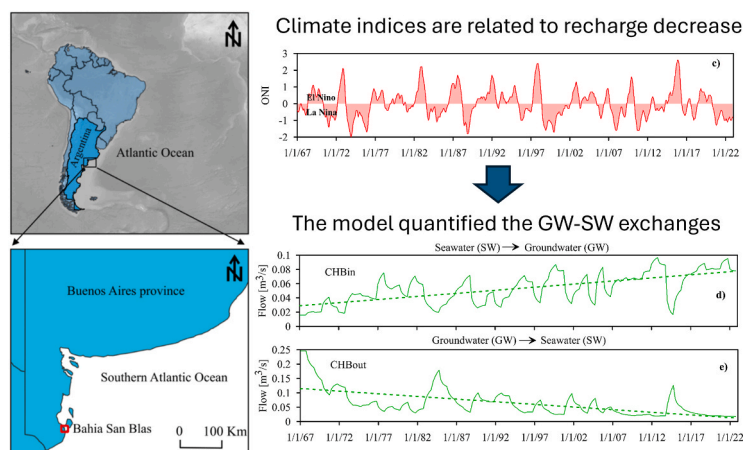 N
Argentina
Atlantic Ocean
N
Buenos Aires province
Southern Atlantic Ocean
Bahia San Blas
0 100 Km
Climate indices are related to recharge decrease
c)
ONI
3
2
1
0
-1
-2
El Nino
La Nina
1/1/67 1/1/72 1/1/77 1/1/82 1/1/87 1/1/92 1/1/97 1/1/02 1/1/07 1/1/12 1/1/17 1/1/22
The model quantified the GW-SW exchanges
Seawater (SW) → Groundwater (GW)
CHBin
d)
Flow [m³/s]
0.1
0.08
0.06
0.04
0.02
0
1/1/67 1/1/72 1/1/77 1/1/82 1/1/87 1/1/92 1/1/97 1/1/02 1/1/07 1/1/12 1/1/17 1/1/22
Groundwater (GW) → Seawater (SW)
CHBout
e)
Flow [m³/s]
0.25
0.2
0.15
0.1
0.05
0
1/1/67 1/1/72 1/1/77 1/1/82 1/1/87 1/1/92 1/1/97 1/1/02 1/1/07 1/1/12 1/1/17 1/1/22